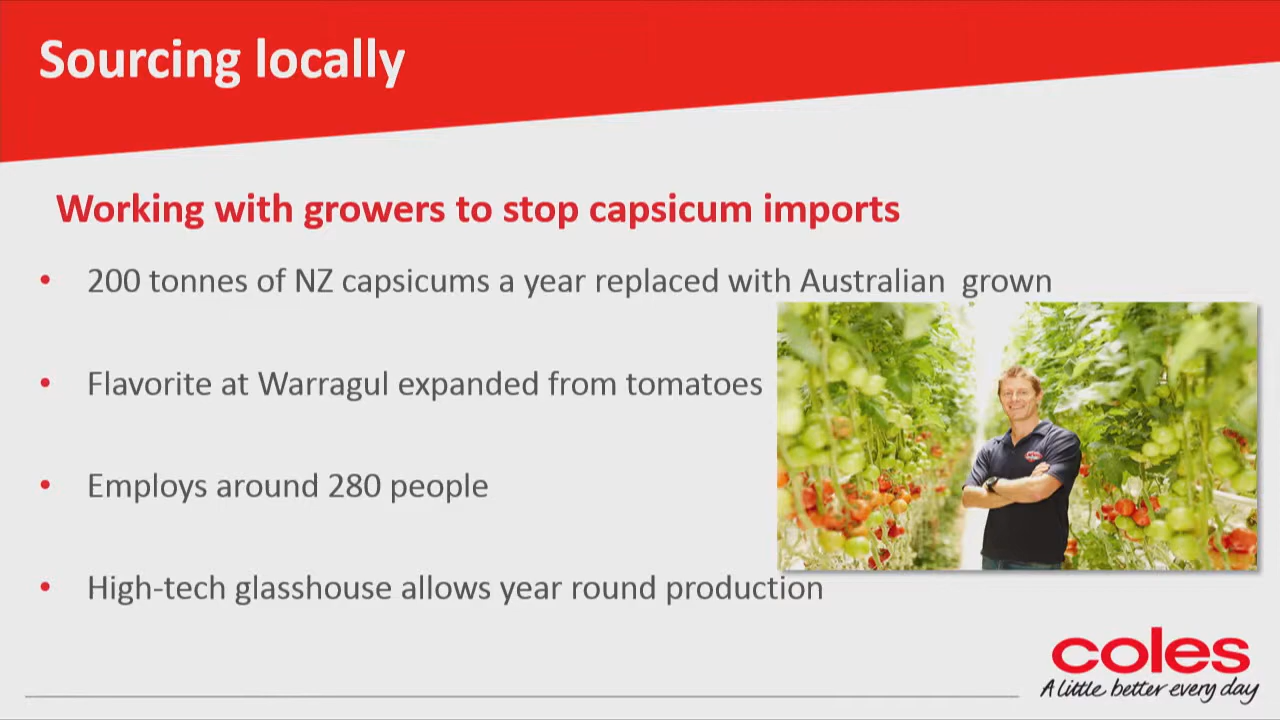 Sourcing locally
Working with growers to stop capsicum imports
• 200 tonnes of NZ capsicums a year replaced with Australian  grown
• Flavorite at Warragul expanded from tomatoes
• Employs around 280 people
• High-tech glasshouse allows year round production
coles
A little better every day